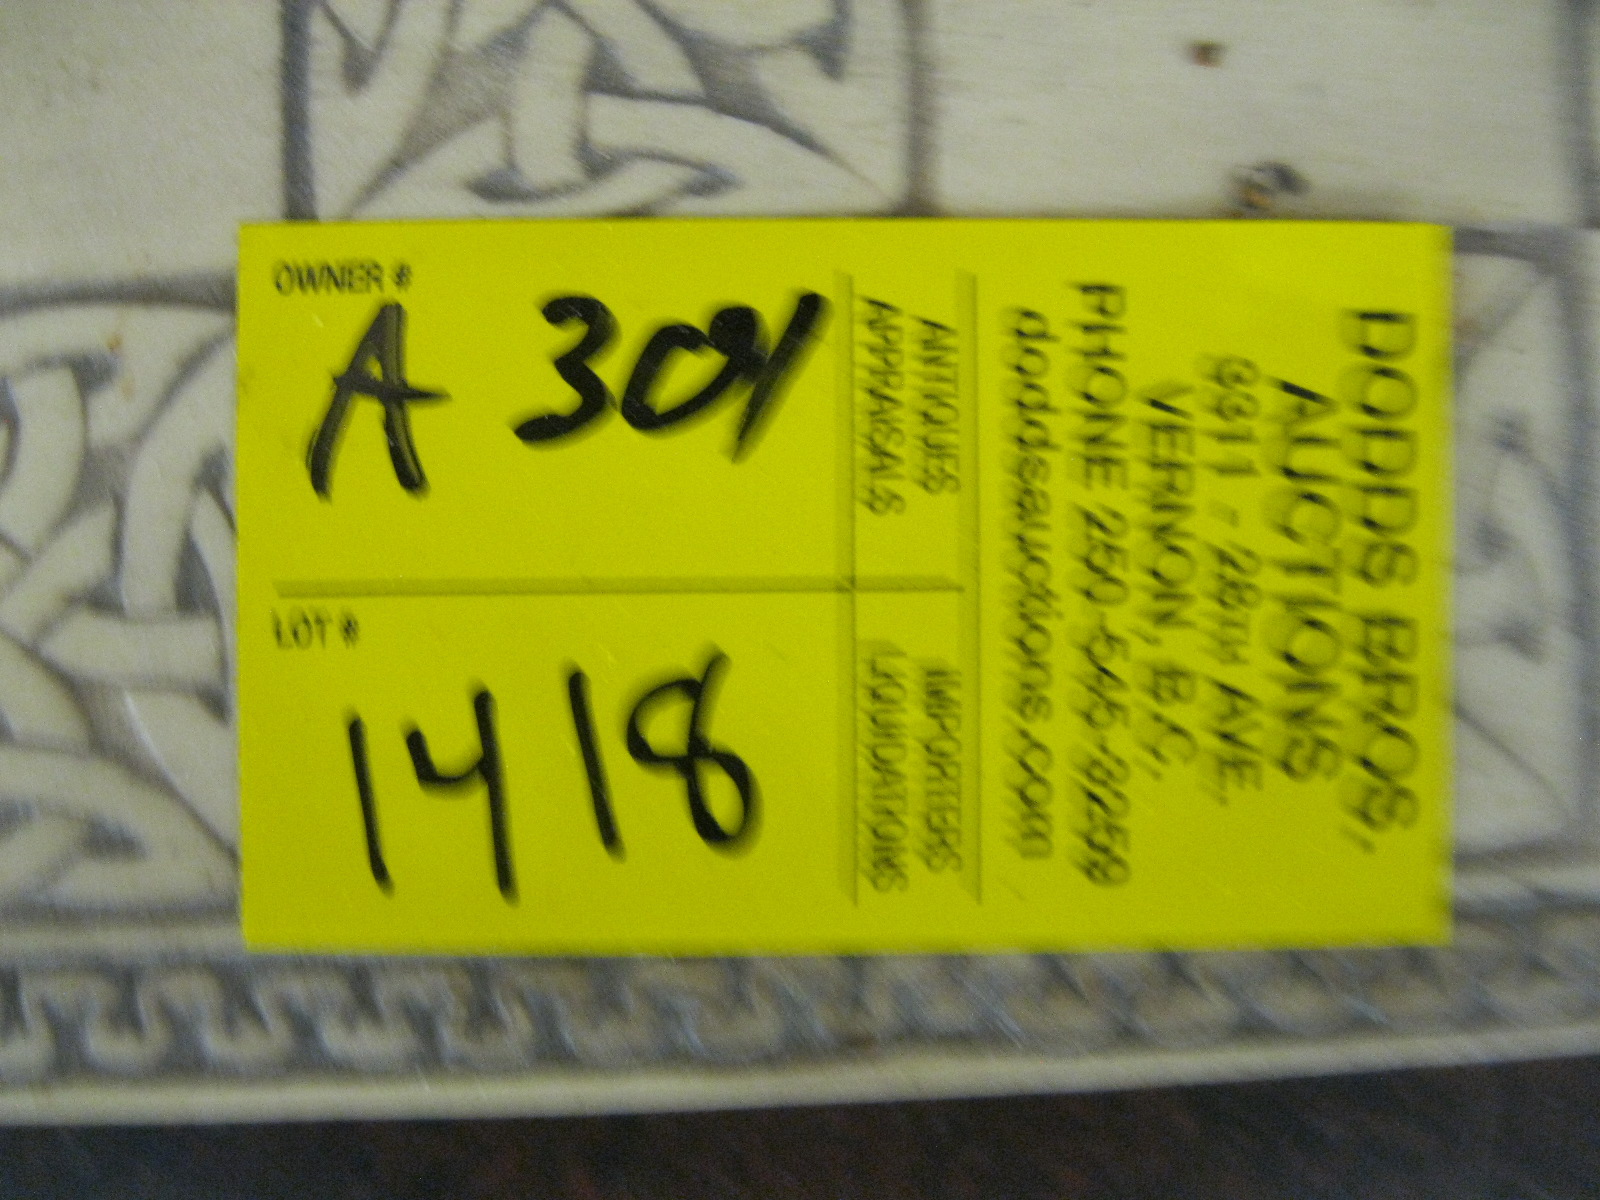 OWNER #
A 304
LOT #
1418
ANTIQUES
APPRAISALS
IMPORTERS
LIQUIDATIONS
DODDS BROS.
AUCTIONS
3311 - 28TH AVE.
VERNON, B.C.
PHONE 250-545-3259
doddsauctions.com